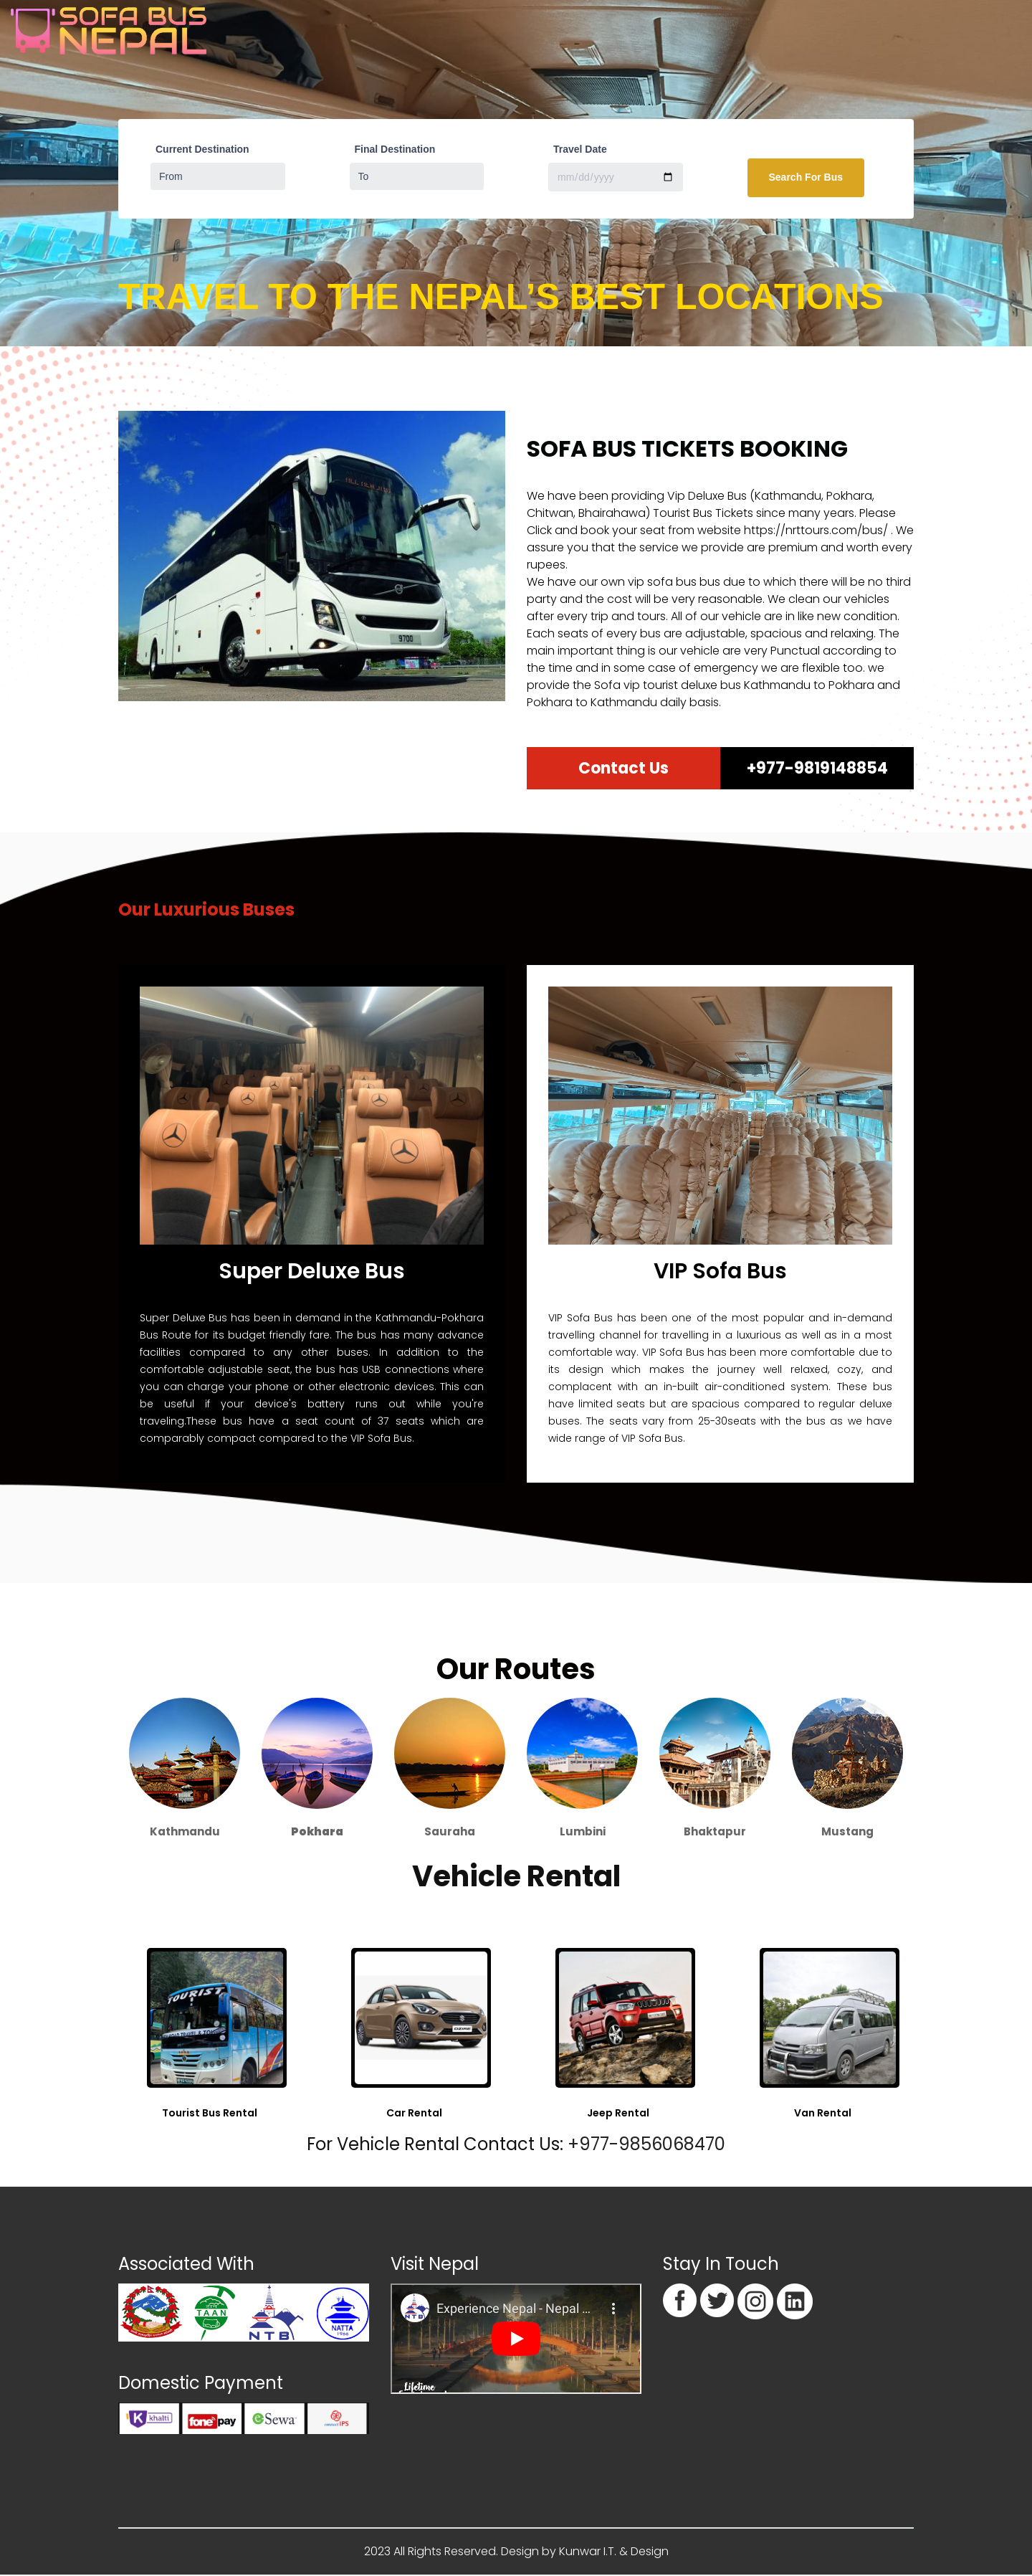 SOFA BUS
NEPAL
Current Destination
From
Final Destination
To
Travel Date
mm/dd/yyyy
Search For Bus
TRAVEL TO THE NEPAL’S BEST LOCATIONS
SOFA BUS TICKETS BOOKING
We have been providing Vip Deluxe Bus (Kathmandu, Pokhara,
Chitwan, Bhairahawa) Tourist Bus Tickets since many years. Please
Click and book your seat from website https://nrttours.com/bus/ . We
assure you that the service we provide are premium and worth every
rupees.
We have our own vip sofa bus bus due to which there will be no third
party and the cost will be very reasonable. We clean our vehicles
after every trip and tours. All of our vehicle are in like new condition.
Each seats of every bus are adjustable, spacious and relaxing. The
main important thing is our vehicle are very Punctual according to
the time and in some case of emergency we are flexible too. we
provide the Sofa vip tourist deluxe bus Kathmandu to Pokhara and
Pokhara to Kathmandu daily basis.
9700
Contact Us
+977-9819148854
Our Luxurious Buses
Super Deluxe Bus
Super Deluxe Bus has been in demand in the Kathmandu-Pokhara
Bus Route for its budget friendly fare. The bus has many advance
facilities compared to any other buses. In addition to the
comfortable adjustable seat, the bus has USB connections where
you can charge your phone or other electronic devices. This can
be useful if your device's battery runs out while you're
traveling.These bus have a seat count of 37 seats which are
comparably compact compared to the VIP Sofa Bus.
VIP Sofa Bus
VIP Sofa Bus has been one of the most popular and in-demand
travelling channel for travelling in a luxurious as well as in a most
comfortable way. VIP Sofa Bus has been more comfortable due to
its design which makes the journey well relaxed, cozy, and
complacent with an in-built air-conditioned system. These bus
have limited seats but are spacious compared to regular deluxe
buses. The seats vary from 25-30seats with the bus as we have
wide range of VIP Sofa Bus.
Our Routes
Kathmandu
Pokhara
Sauraha
Lumbini
Bhaktapur
Mustang
Vehicle Rental
TOURIST
Tourist Bus Rental
Car Rental
Jeep Rental
Van Rental
For Vehicle Rental Contact Us: +977-9856068470
Associated With
TAAN
NTB
NATTA
Domestic Payment
khalti
fonepay
eSewa
IPS
Visit Nepal
NTB
Experience Nepal - Nepal ...
Lifetime
Stay In Touch
2023 All Rights Reserved. Design by Kunwar I.T. & Design